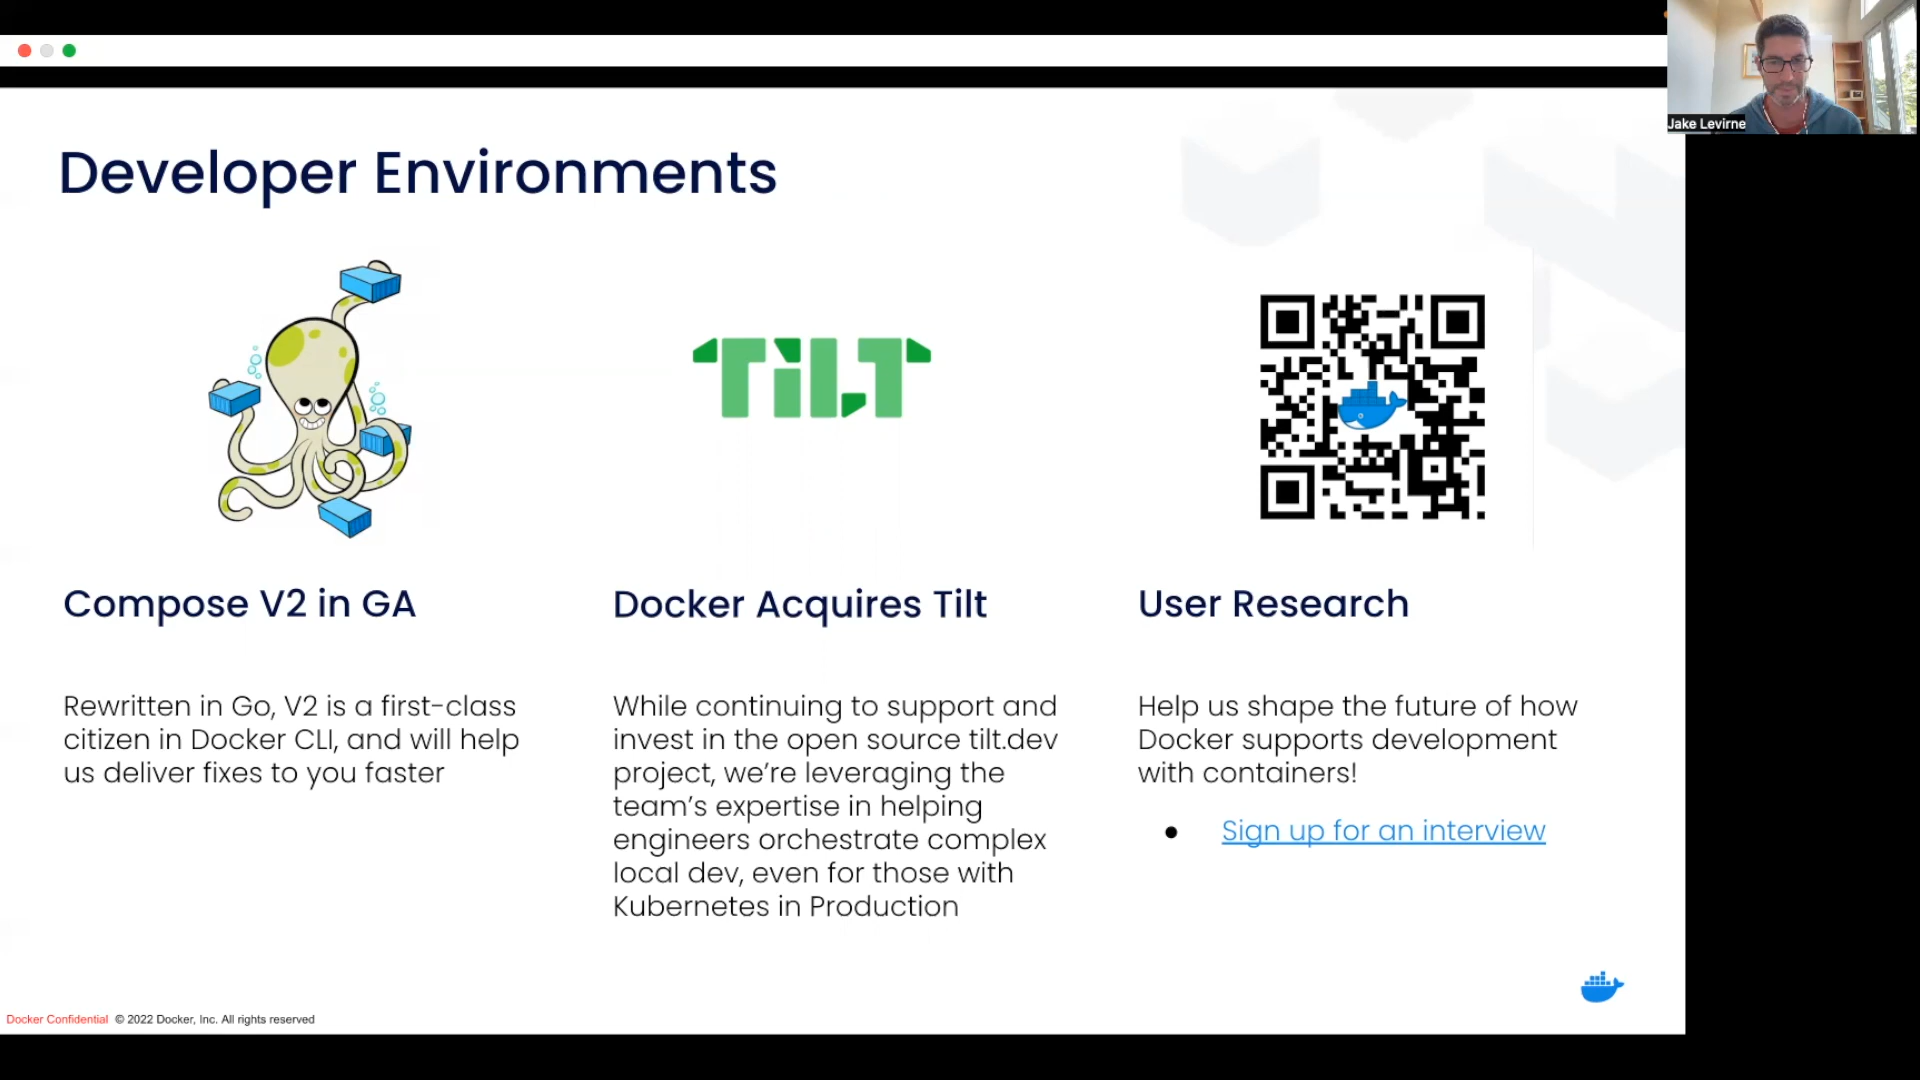 Jake Levirne
Developer Environments
TILT
Compose V2 in GA
Rewritten in Go, V2 is a first-class
citizen in Docker CLI, and will help
us deliver fixes to you faster
Docker Acquires Tilt
While continuing to support and
invest in the open source tilt.dev
project, we’re leveraging the
team’s expertise in helping
engineers orchestrate complex
local dev, even for those with
Kubernetes in Production
User Research
Help us shape the future of how
Docker supports development
with containers!
● Sign up for an interview
Docker Confidential © 2022 Docker, Inc. All rights reserved